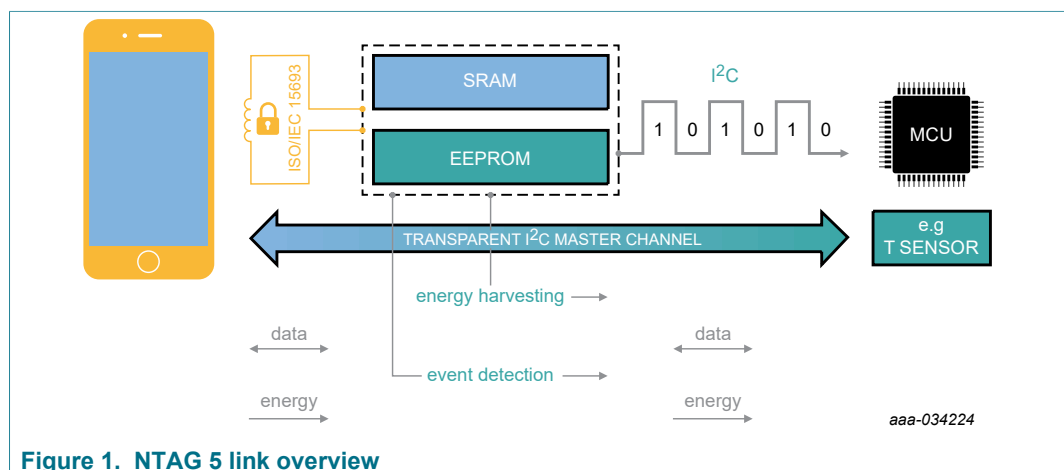 ISO/IEC 15693
SRAM
EEPROM
I²C
1 0 1 0 1 0
MCU
TRANSPARENT I²C MASTER CHANNEL
e.g
T SENSOR
energy harvesting
data
data
event detection
energy
energy
aaa-034224
Figure 1. NTAG 5 link overview